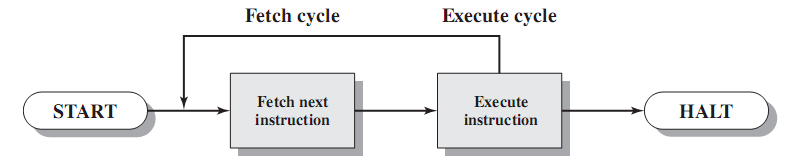 Fetch cycle
Execute cycle
START
Fetch next
instruction
Execute
instruction
HALT